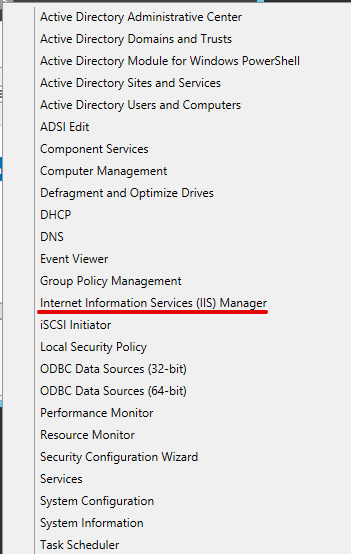 Active Directory Administrative Center
Active Directory Domains and Trusts
Active Directory Module for Windows PowerShell
Active Directory Sites and Services
Active Directory Users and Computers
ADSI Edit
Component Services
Computer Management
Defragment and Optimize Drives
DHCP
DNS
Event Viewer
Group Policy Management
Internet Information Services (IIS) Manager
iSCSI Initiator
Local Security Policy
ODBC Data Sources (32-bit)
ODBC Data Sources (64-bit)
Performance Monitor
Resource Monitor
Security Configuration Wizard
Services
System Configuration
System Information
Task Scheduler